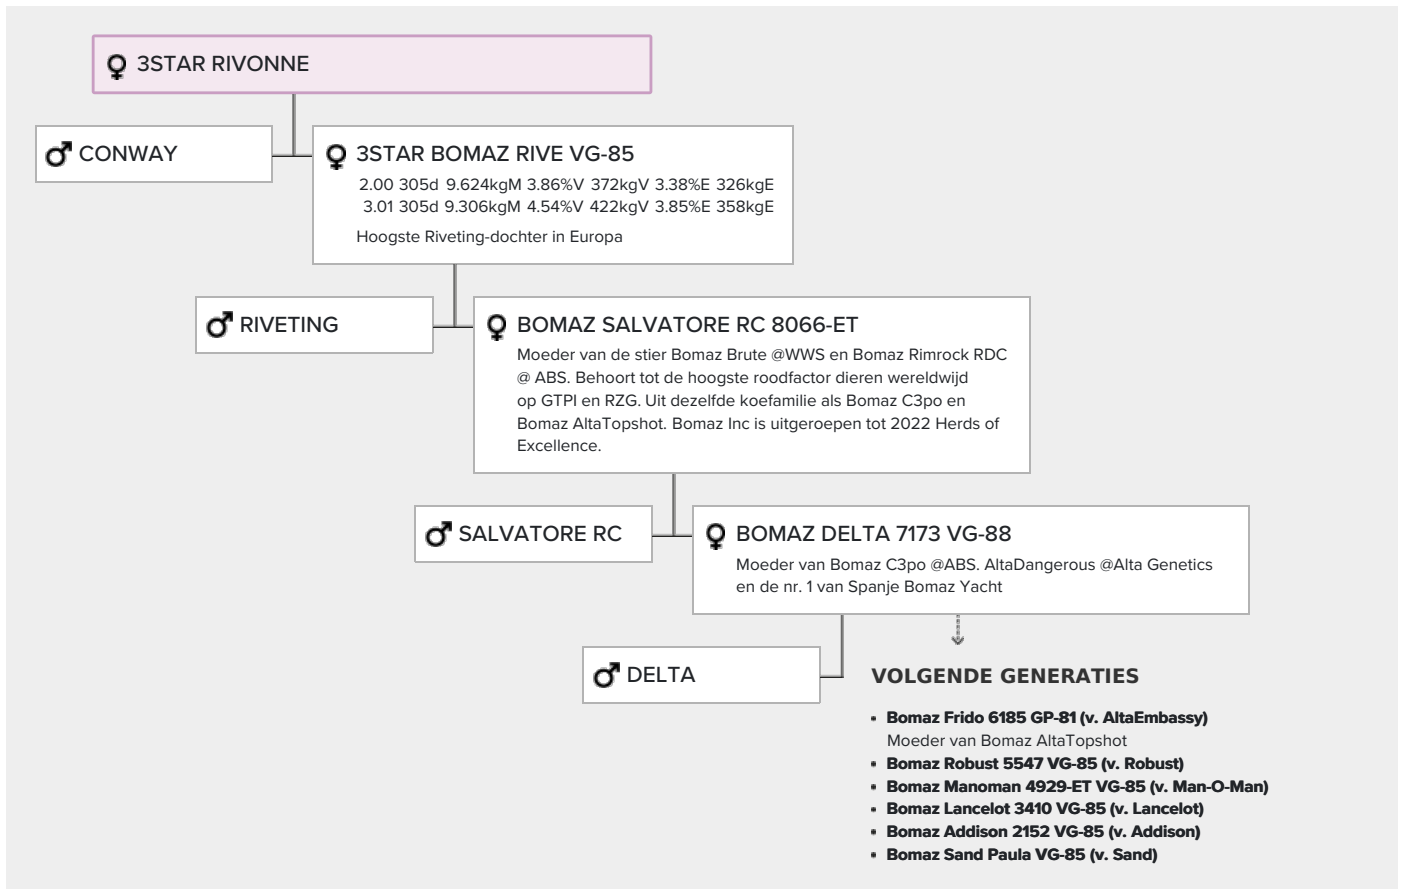 3STAR RIVONNE
CONWAY
3STAR BOMAZ RIVE VG-85
2.00 305d 9.624kgM 3.86%V 372kgV 3.38%E 326kgE
3.01 305d 9.306kgM 4.54%V 422kgV 3.85%E 358kgE
Hoogste Riveting-dochter in Europa
RIVETING
BOMAZ SALVATORE RC 8066-ET
Moeder van de stier Bomaz Brute @WWS en Bomaz Rimrock RDC
@ ABS. Behoort tot de hoogste roodfactor dieren wereldwijd
op GTPI en RZG. Uit dezelfde koefamilie als Bomaz C3po en
Bomaz AltaTopshot. Bomaz Inc is uitgeroepen tot 2022 Herds of
Excellence.
SALVATORE RC
BOMAZ DELTA 7173 VG-88
Moeder van Bomaz C3po @ABS. AltaDangerous @Alta Genetics
en de nr. 1 van Spanje Bomaz Yacht
DELTA
VOLGENDE GENERATIES
• Bomaz Frido 6185 GP-81 (v. AltaEmbassy)
Moeder van Bomaz AltaTopshot
• Bomaz Robust 5547 VG-85 (v. Robust)
• Bomaz Manoman 4929-ET VG-85 (v. Man-O-Man)
• Bomaz Lancelot 3410 VG-85 (v. Lancelot)
• Bomaz Addison 2152 VG-85 (v. Addison)
• Bomaz Sand Paula VG-85 (v. Sand)